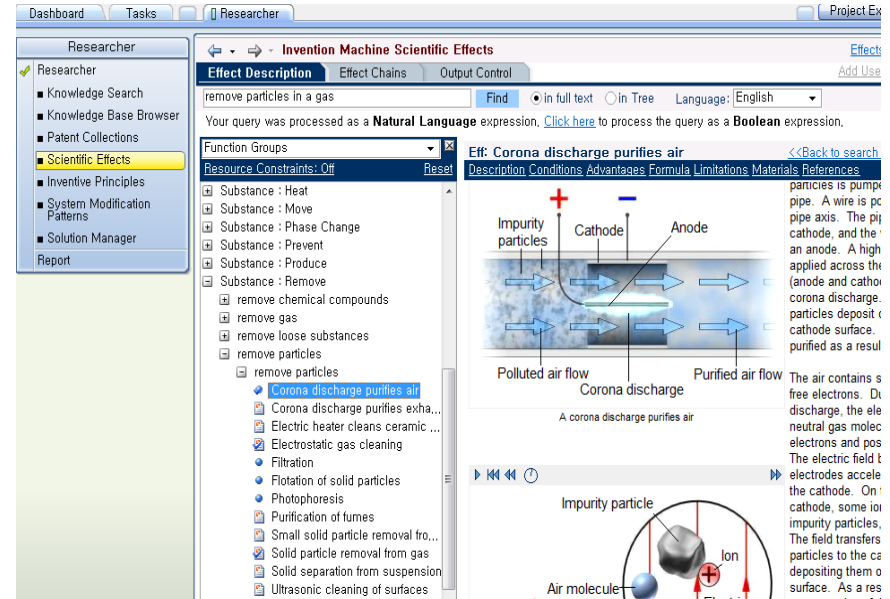 Dashboard
Tasks
Researcher
Project Ex
Researcher
Researcher
Knowledge Search
Knowledge Base Browser
Patent Collections
Scientific Effects
Inventive Principles
System Modification
Patterns
Solution Manager
Report
Invention Machine Scientific Effects
Effects
Effect Description
Effect Chains
Output Control
Add Use
remove particles in a gas
Find
in full text
in Tree
Language: English
Your query was processed as a Natural Language expression, Click here to process the query as a Boolean expression,
Function Groups
Resource Constraints: Off
Reset
Substance : Heat
Substance : Move
Substance : Phase Change
Substance : Prevent
Substance : Produce
Substance : Remove
remove chemical compounds
remove gas
remove loose substances
remove particles
remove particles
Corona discharge purifies air
Corona discharge purifies exha...
Electric heater cleans ceramic ...
Electrostatic gas cleaning
Filtration
Flotation of solid particles
Photophoresis
Purification of fumes
Small solid particle removal fro...
Solid particle removal from gas
Solid separation from suspension
Ultrasonic cleaning of surfaces
Eff: Corona discharge purifies air
<<Back to search
Description Conditions Advantages Formula Limitations Materials References
+
−
Impurity
particles
Cathode
Anode
Polluted air flow
Purified air flow
Corona discharge
A corona discharge purifies air
Impurity particle
Ion
+
Air molecule
particles is pumpe
pipe. A wire is po
pipe axis. The pip
cathode, and the
an anode. A high
applied across the
(anode and catho
corona discharge.
particles deposit
cathode surface.
purified as a resul
The air contains s
free electrons. Du
discharge, the ele
neutral gas molec
electrons and pos
The electric field b
electrodes accele
the cathode. On
cathode, some ion
impurity particles,
The field transfers
particles to the ca
depositing them o
surface. As a res